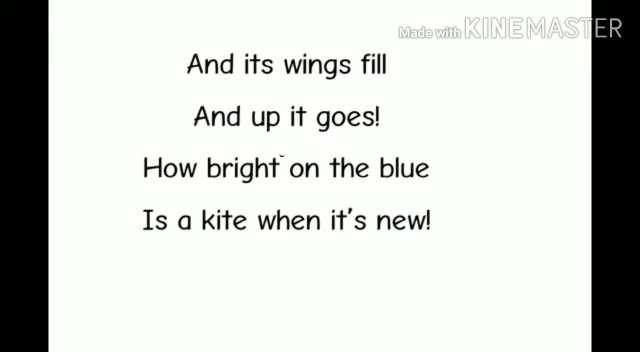 Made with KINEMASTER
And its wings fill
And up it goes!
How bright on the blue
Is a kite when it's new!